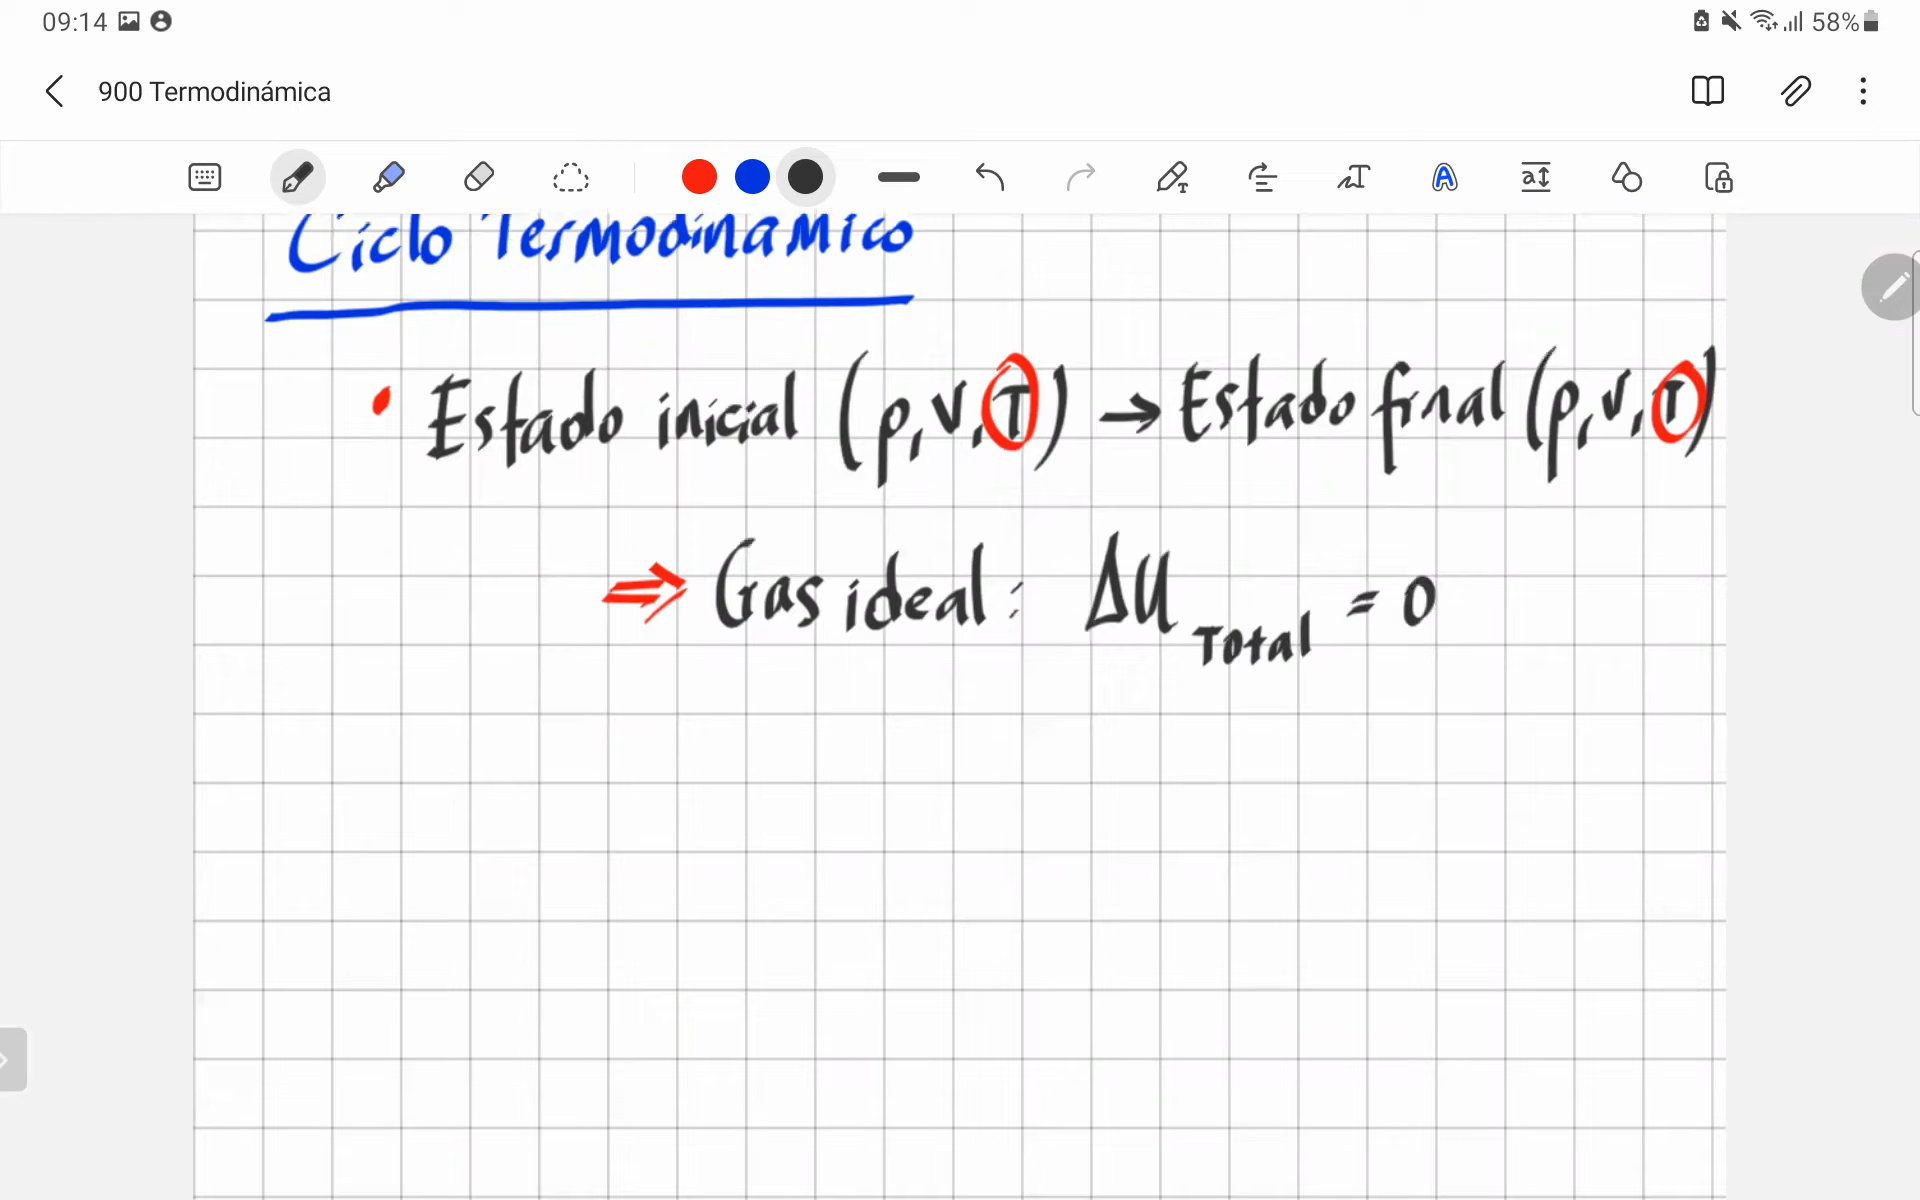 09:14 58%
900 Termodinámica
Ciclo Termodinámico
• Estado inicial (p,V,T) → Estado final (p,V,T)
⇒ Gas ideal: ΔU Total = 0